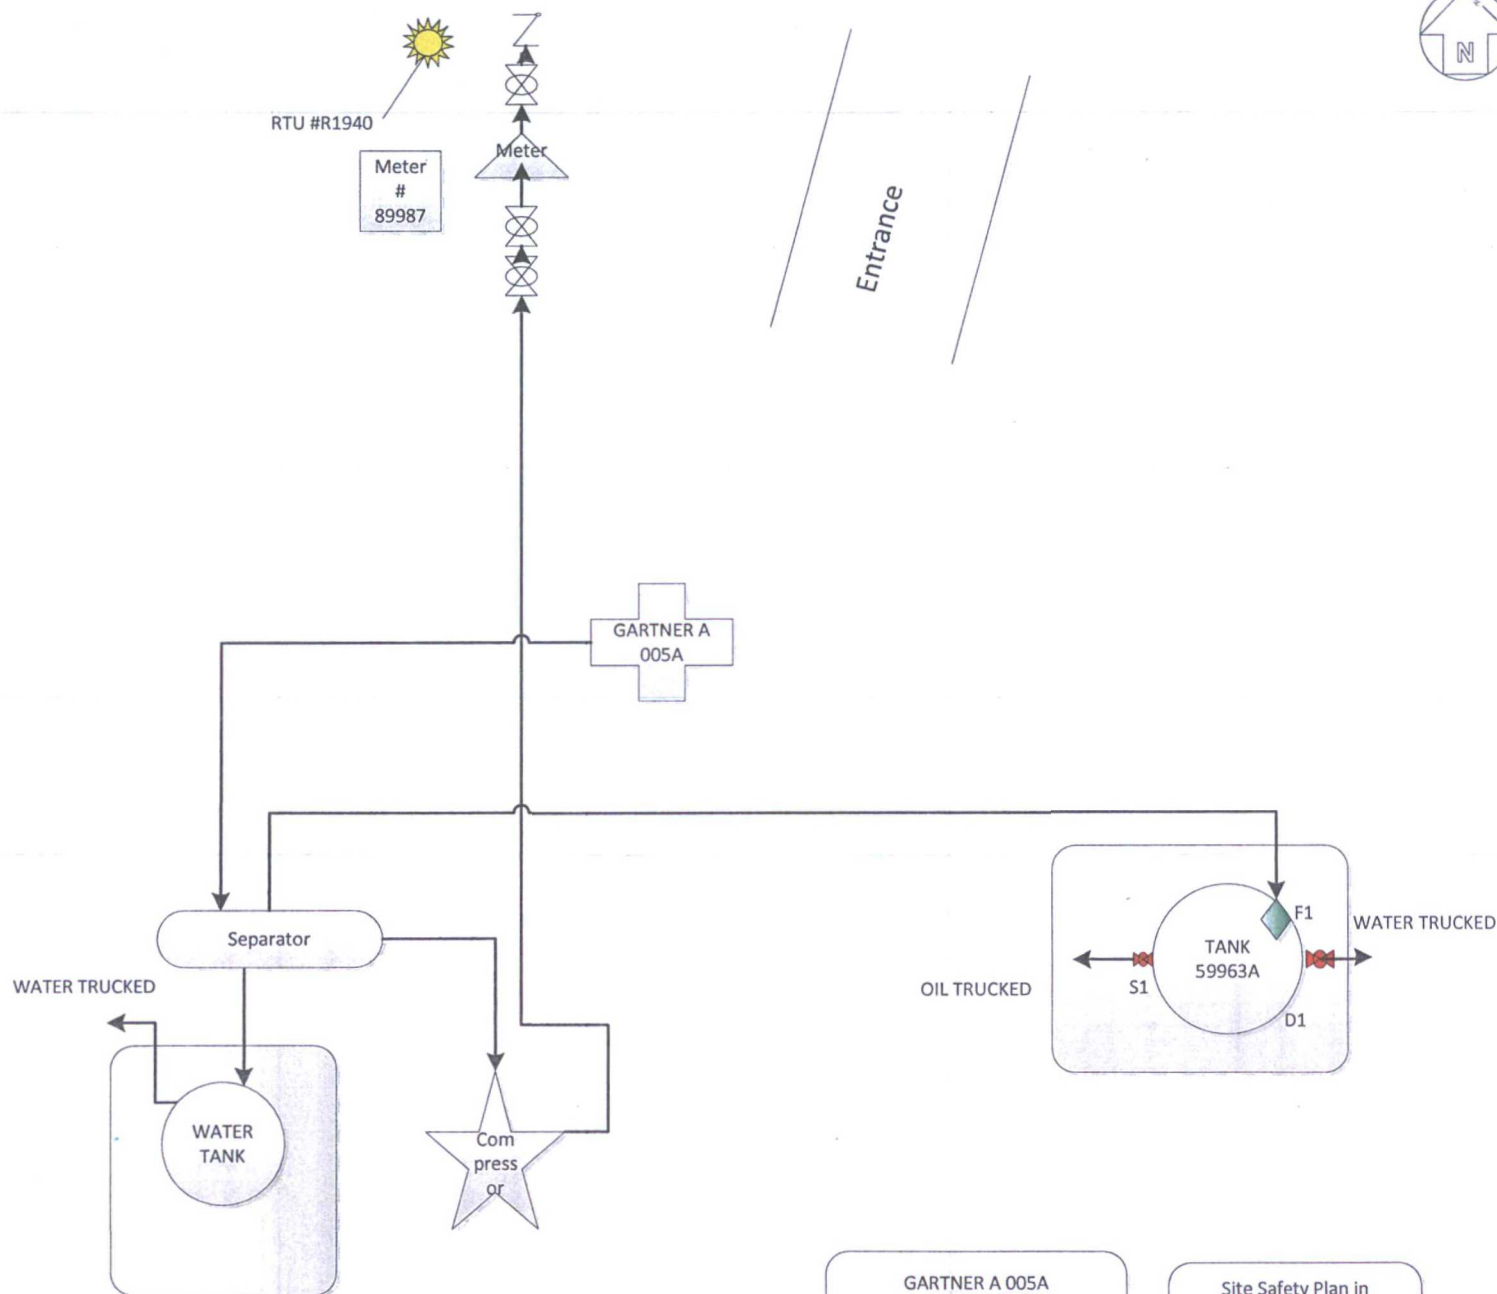 N
RTU #R1940
Meter
Meter
#
89987
Entrance
GARTNER A
005A
Separator
F1
WATER TRUCKED
TANK
59963A
OIL TRUCKED
S1
D1
WATER TRUCKED
WATER
TANK
Com
press
or
GARTNER A 005A
Site Safety Plan in